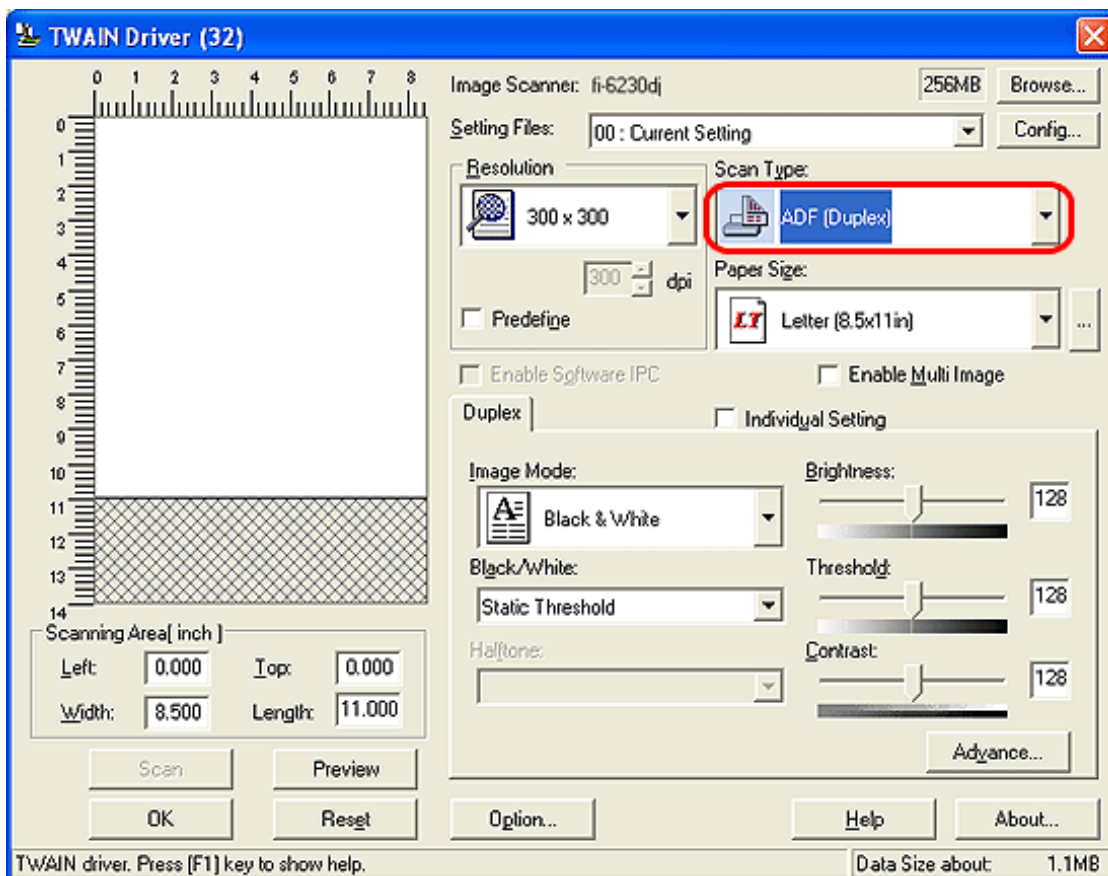 TWAIN Driver (32)
0 1 2 3 4 5 6 7 8
0
1
2
3
4
5
6
7
8
9
10
11
12
13
14
Image Scanner: fi-6230dj 256MB Browse...
Setting Files: 00 : Current Setting Config...
Resolution
300 x 300
300 dpi
Predefine
Scan Type:
ADF (Duplex)
Paper Size:
LT Letter (8.5x11in) ...
Enable Software IPC
Enable Multi Image
Duplex
Individual Setting
Image Mode:
Black & White
Black/White:
Static Threshold
Halftone:
Brightness:
128
Threshold:
128
Contrast:
128
Advance...
Scanning Area[ inch ]
Left: 0.000 Top: 0.000
Width: 8.500 Length: 11.000
Scan Preview
OK Reset
Option... Help About...
TWAIN driver. Press [F1] key to show help. Data Size about: 1.1MB